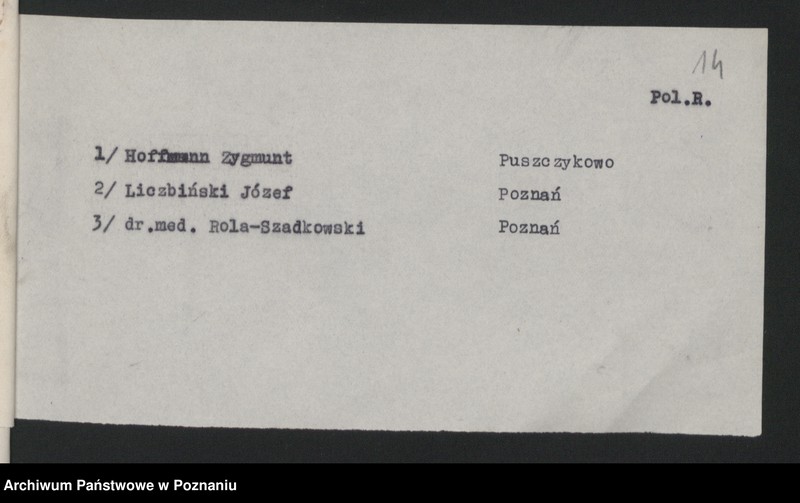 14
Pol.R.
1/ Hoffmann Zygmunt Puszczykowo
2/ Liczbiński Józef Poznań
3/ dr.med. Rola-Szadkowski Poznań
Archiwum Państwowe w Poznaniu